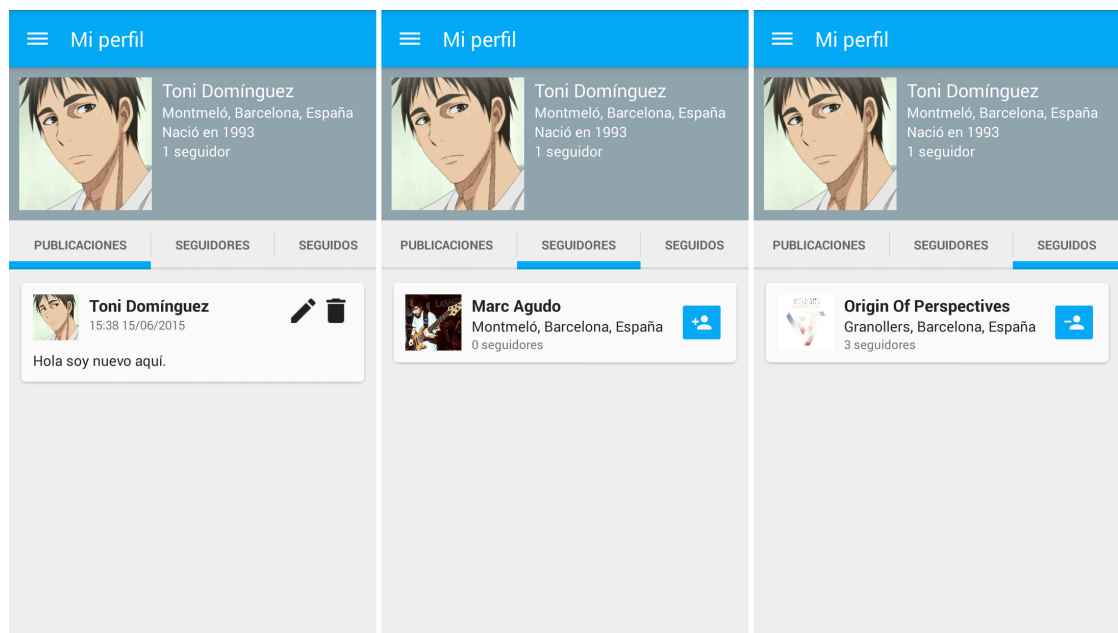 Mi perfil
Toni Domínguez
Montmeló, Barcelona, España
Nació en 1993
1 seguidor
PUBLICACIONES SEGUIDORES SEGUIDOS
Toni Domínguez
15:38 15/06/2015
Hola soy nuevo aquí.
Mi perfil
Toni Domínguez
Montmeló, Barcelona, España
Nació en 1993
1 seguidor
PUBLICACIONES SEGUIDORES SEGUIDOS
Marc Agudo
Montmeló, Barcelona, España
0 seguidores
Mi perfil
Toni Domínguez
Montmeló, Barcelona, España
Nació en 1993
1 seguidor
PUBLICACIONES SEGUIDORES SEGUIDOS
Origin Of Perspectives
Granollers, Barcelona, España
3 seguidores